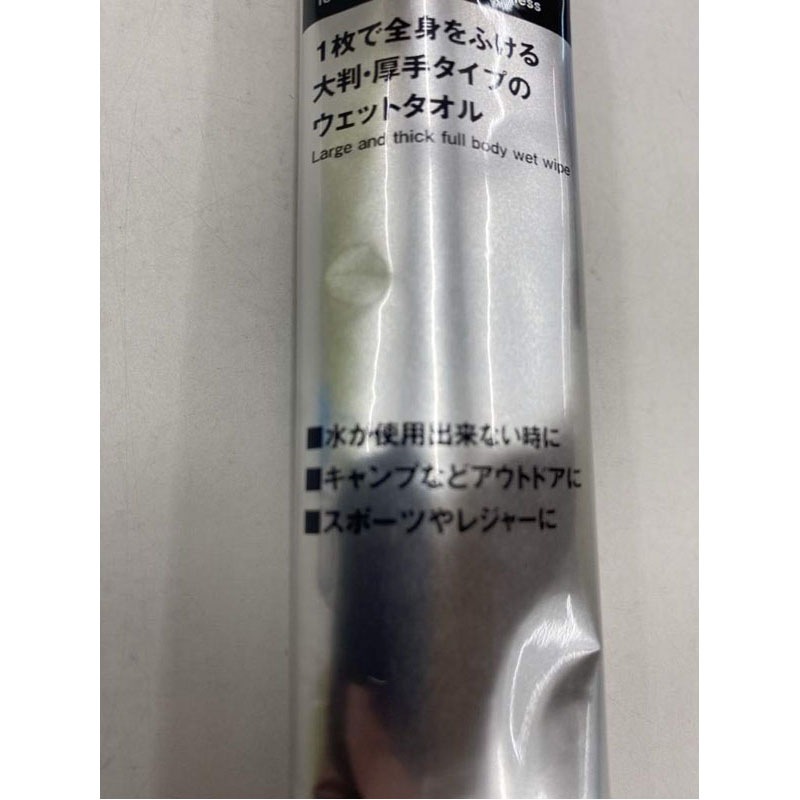 1枚で全身をふける
大判・厚手タイプの
ウェットタオル
Large and thick full body wet wipe
■水が使用出来ない時に
■キャンプなどアウトドアに
■スポーツやレジャーに